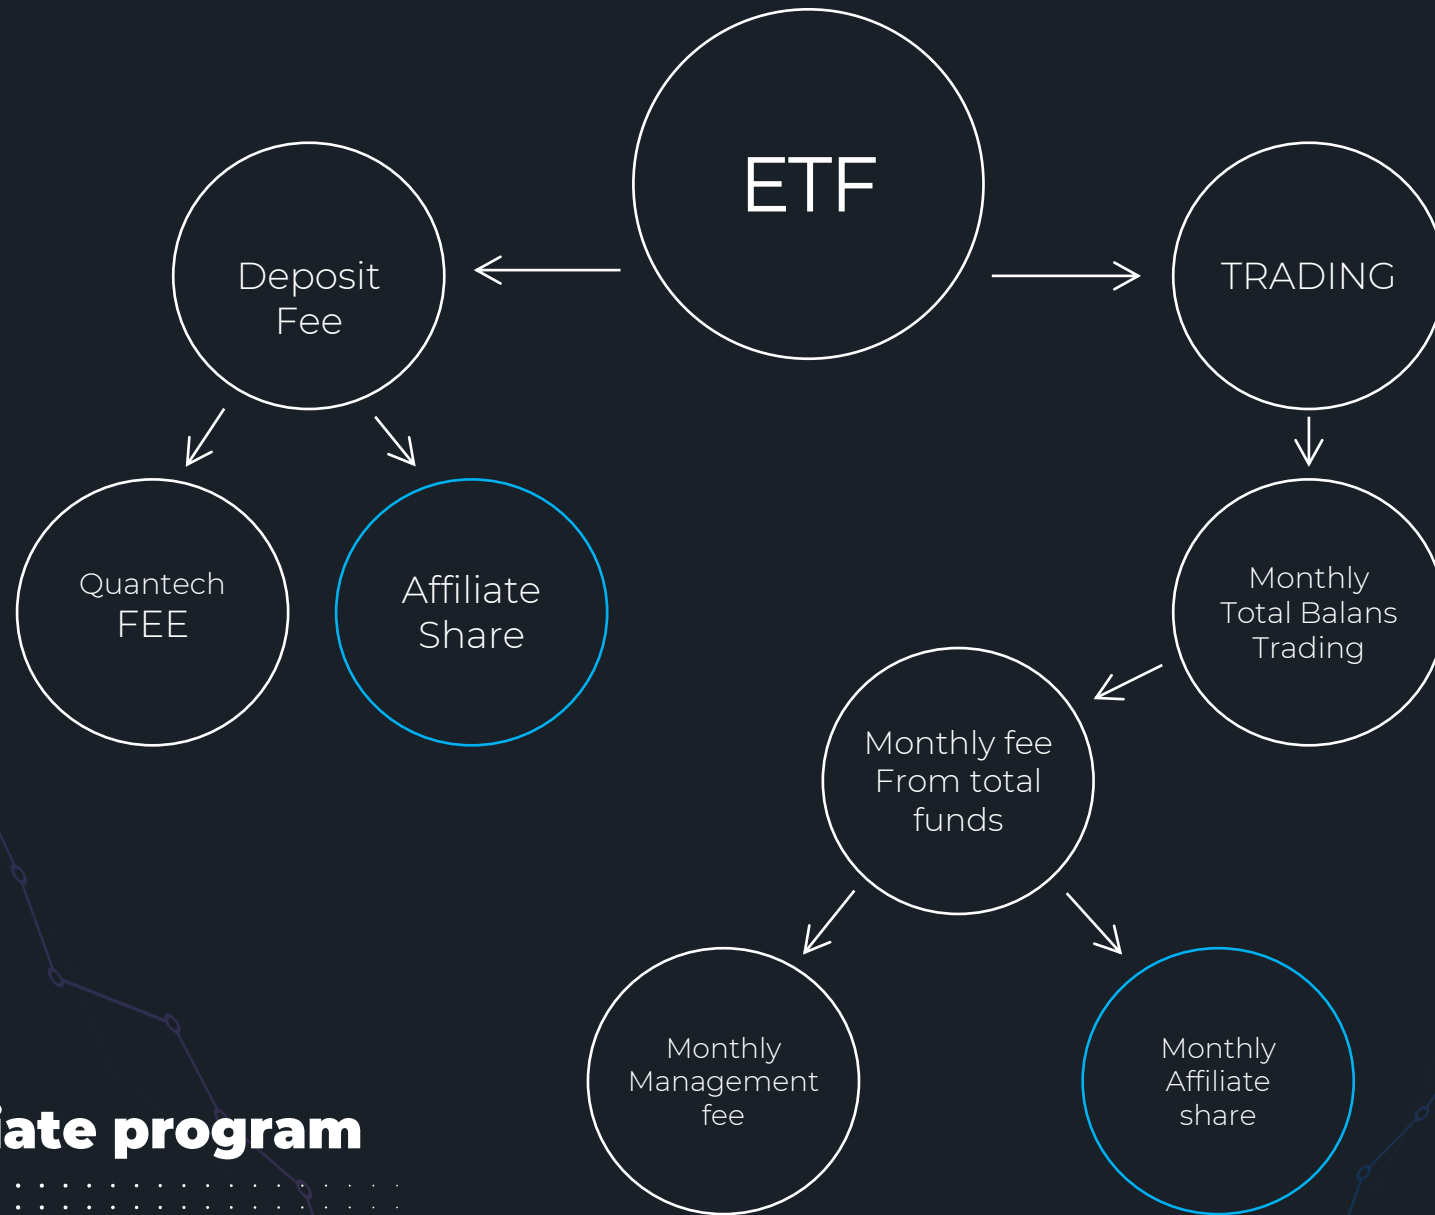 ETF
Deposit
Fee
TRADING
Quantech
FEE
Affiliate
Share
Monthly
Total Balans
Trading
Monthly fee
From total
funds
Monthly
Management
fee
Monthly
Affiliate
share
iate program